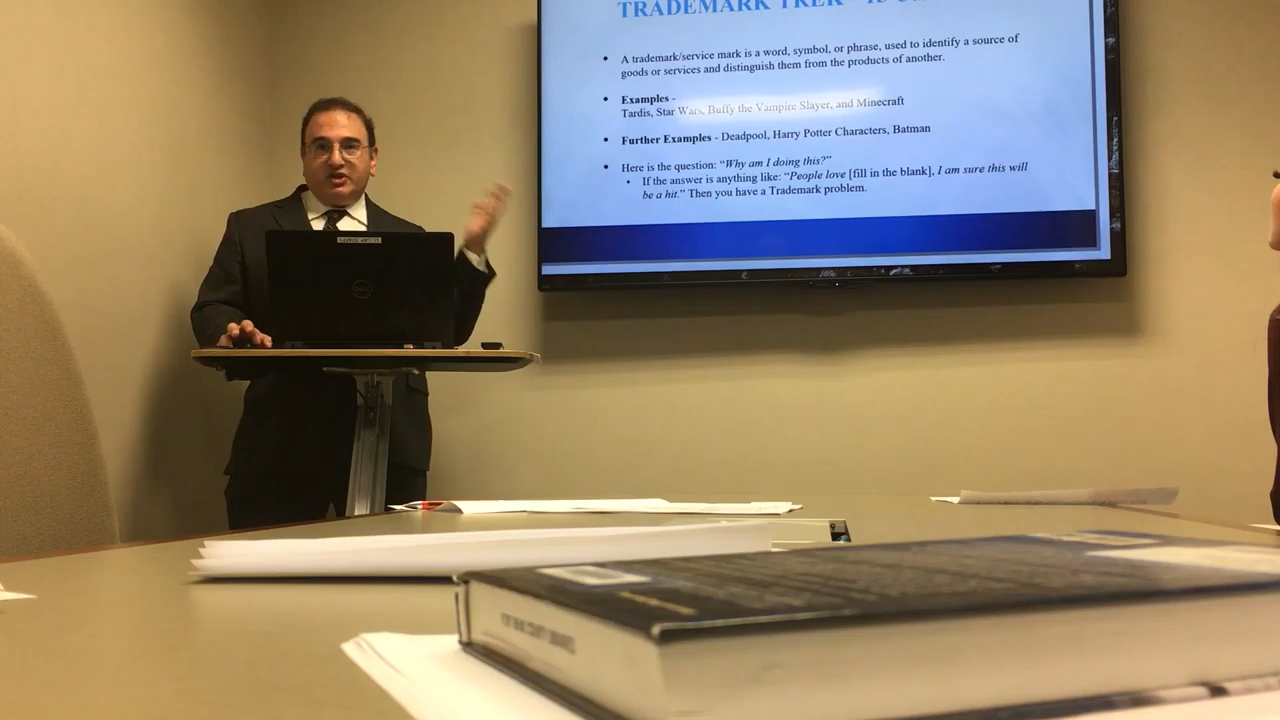 TRADEMARK TREK
• A trademark/service mark is a word, symbol, or phrase, used to identify a source of
goods or services and distinguish them from the products of another.
• Examples -
Tardis, Star Wars, Buffy the Vampire Slayer, and Minecraft
• Further Examples - Deadpool, Harry Potter Characters, Batman
• Here is the question: “Why am I doing this?”
• If the answer is anything like: “People love [fill in the blank], I am sure this will
be a hit.” Then you have a Trademark problem.
DELL